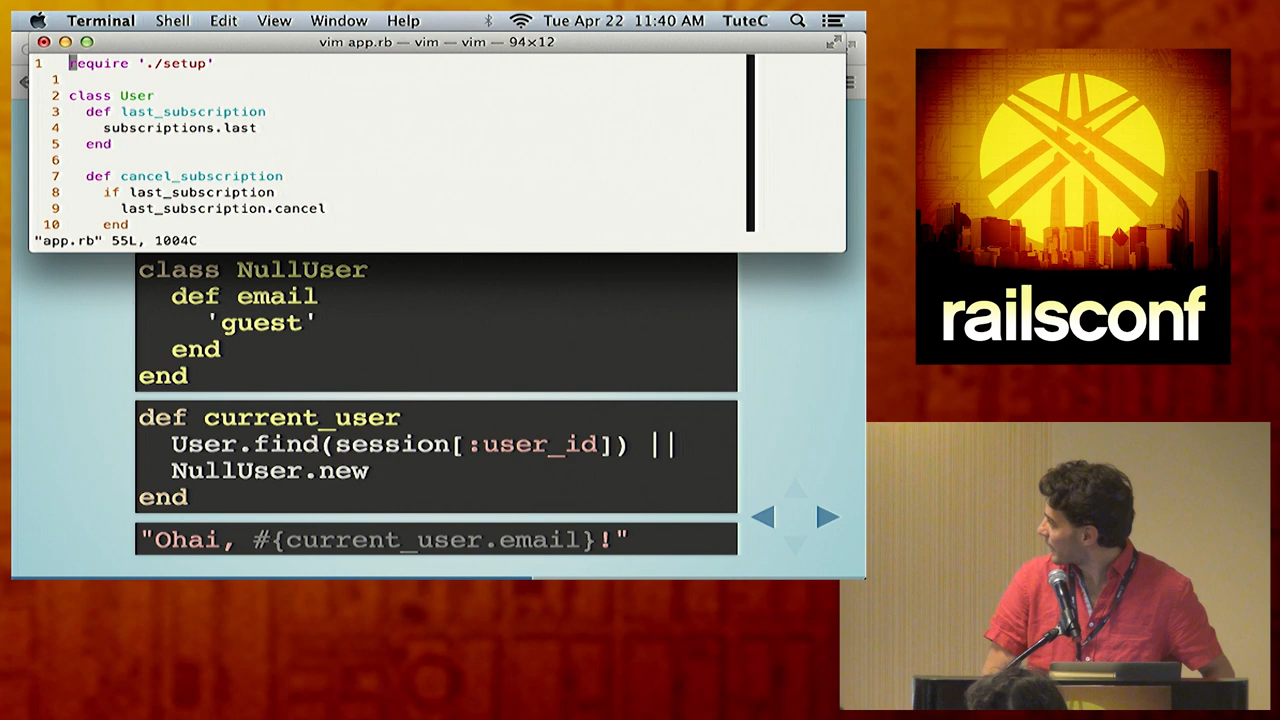 Terminal Shell Edit View Window Help Tue Apr 22 11:40 AM TuteC
vim app.rb — vim — vim — 94×12
1 require './setup'
1
2 class User
3 def last_subscription
4 subscriptions.last
5 end
6
7 def cancel_subscription
8 if last_subscription
9 last_subscription.cancel
10 end
"app.rb" 55L, 1004C
class NullUser
def email
'guest'
end
end
def current_user
User.find(session[:user_id]) ||
NullUser.new
end
"Ohai, #{current_user.email}!"
railsconf